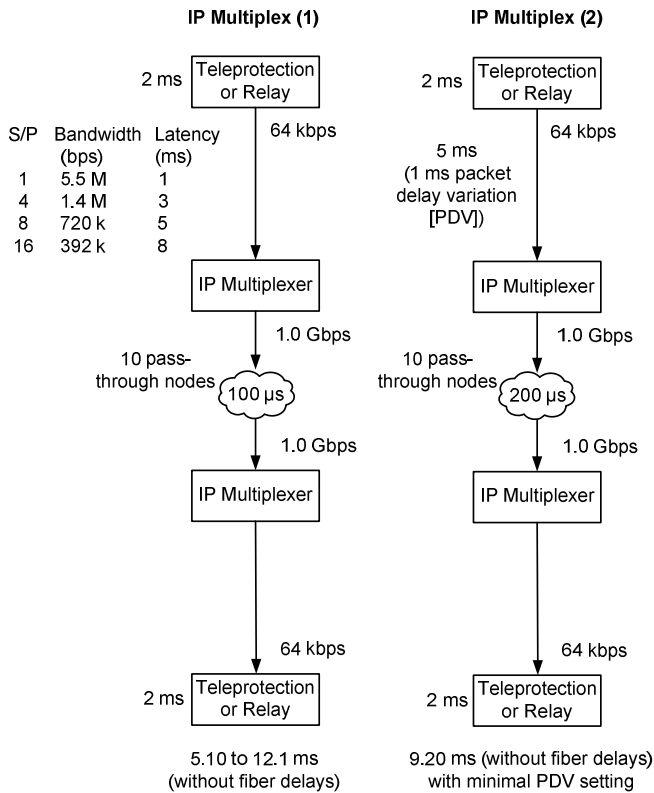 IP Multiplex (1)
2 ms
Teleprotection
or Relay
64 kbps
S/P Bandwidth Latency
(bps) (ms)
1 5.5 M 1
4 1.4 M 3
8 720 k 5
16 392 k 8
IP Multiplexer
1.0 Gbps
10 pass-
through nodes
100 µs
1.0 Gbps
IP Multiplexer
64 kbps
2 ms
Teleprotection
or Relay
5.10 to 12.1 ms
(without fiber delays)
IP Multiplex (2)
2 ms
Teleprotection
or Relay
64 kbps
5 ms
(1 ms packet
delay variation
[PDV])
IP Multiplexer
1.0 Gbps
10 pass-
through nodes
200 µs
1.0 Gbps
IP Multiplexer
64 kbps
2 ms
Teleprotection
or Relay
9.20 ms (without fiber delays)
with minimal PDV setting